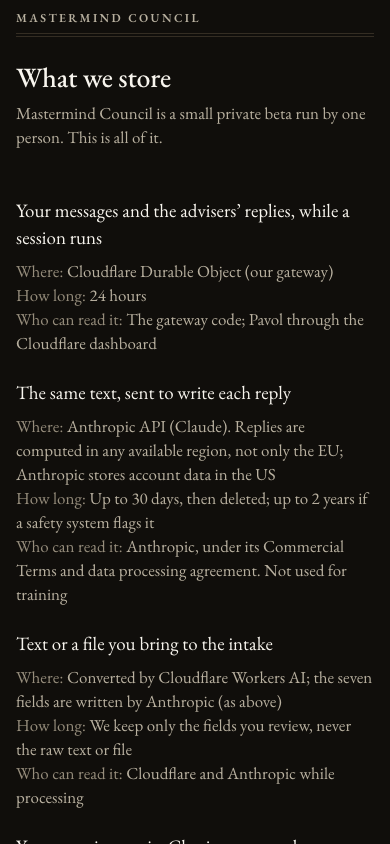 MASTERMIND COUNCIL
What we store
Mastermind Council is a small private beta run by one
person. This is all of it.
Your messages and the advisers’ replies, while a
session runs
Where: Cloudflare Durable Object (our gateway)
How long: 24 hours
Who can read it: The gateway code; Pavol through the
Cloudflare dashboard
The same text, sent to write each reply
Where: Anthropic API (Claude). Replies are
computed in any available region, not only the EU;
Anthropic stores account data in the US
How long: Up to 30 days, then deleted; up to 2 years if
a safety system flags it
Who can read it: Anthropic, under its Commercial
Terms and data processing agreement. Not used for
training
Text or a file you bring to the intake
Where: Converted by Cloudflare Workers AI; the seven
fields are written by Anthropic (as above)
How long: We keep only the fields you review, never
the raw text or file
Who can read it: Cloudflare and Anthropic while
processing